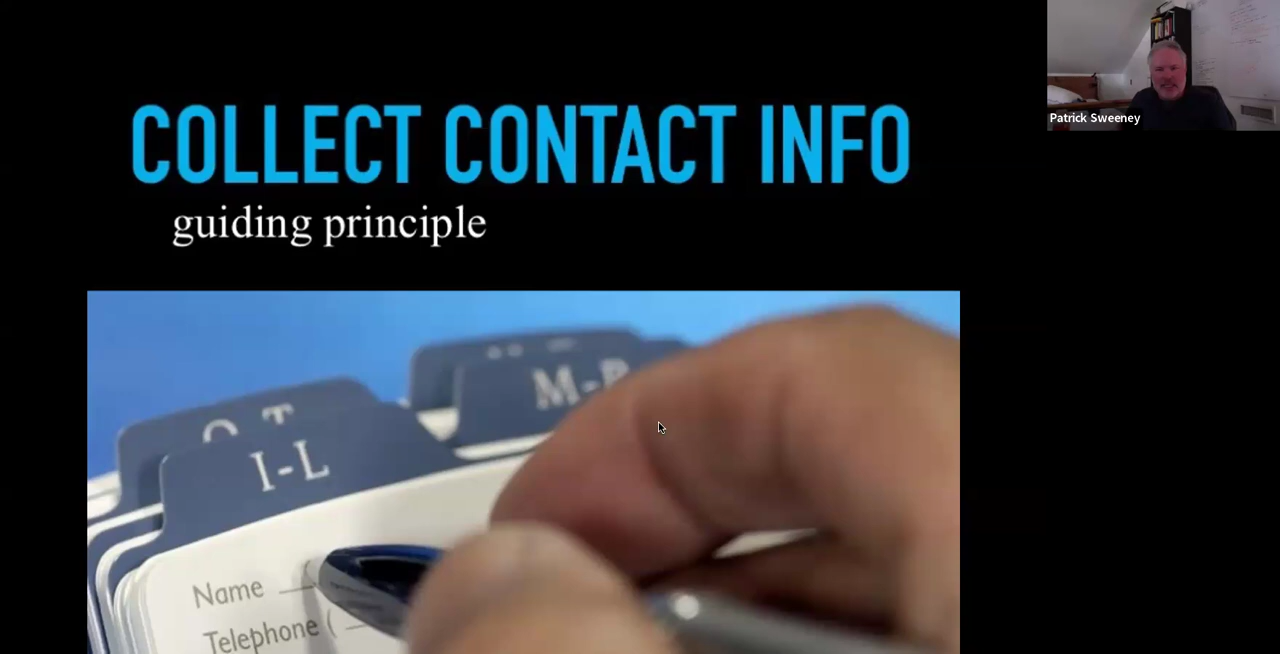 COLLECT CONTACT INFO
guiding principle
Patrick Sweeney
I-L
Name
Telephone (